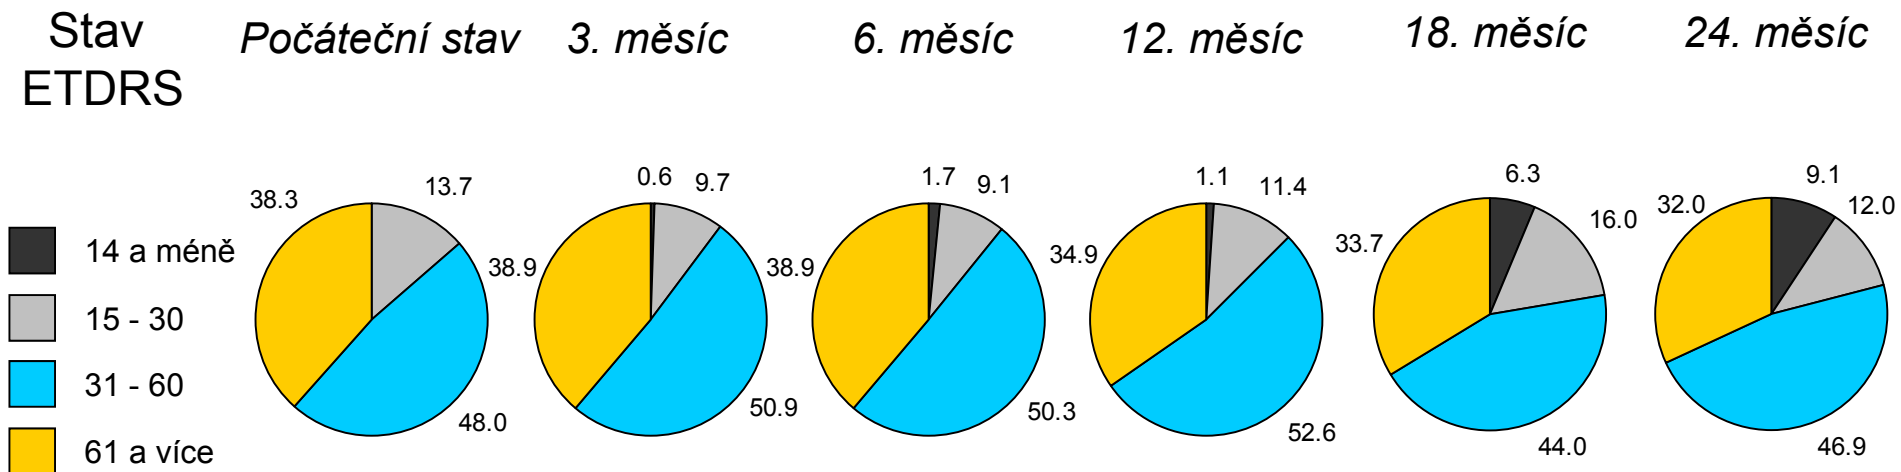 Stav
ETDRS
Počáteční stav
3. měsíc
6. měsíc
12. měsíc
18. měsíc
24. měsíc
14 a méně
15 - 30
31 - 60
61 a více
38.3
13.7
48.0
38.9
0.6
9.7
50.9
38.9
1.7
9.1
50.3
34.9
1.1
11.4
52.6
33.7
6.3
16.0
44.0
32.0
9.1
12.0
46.9